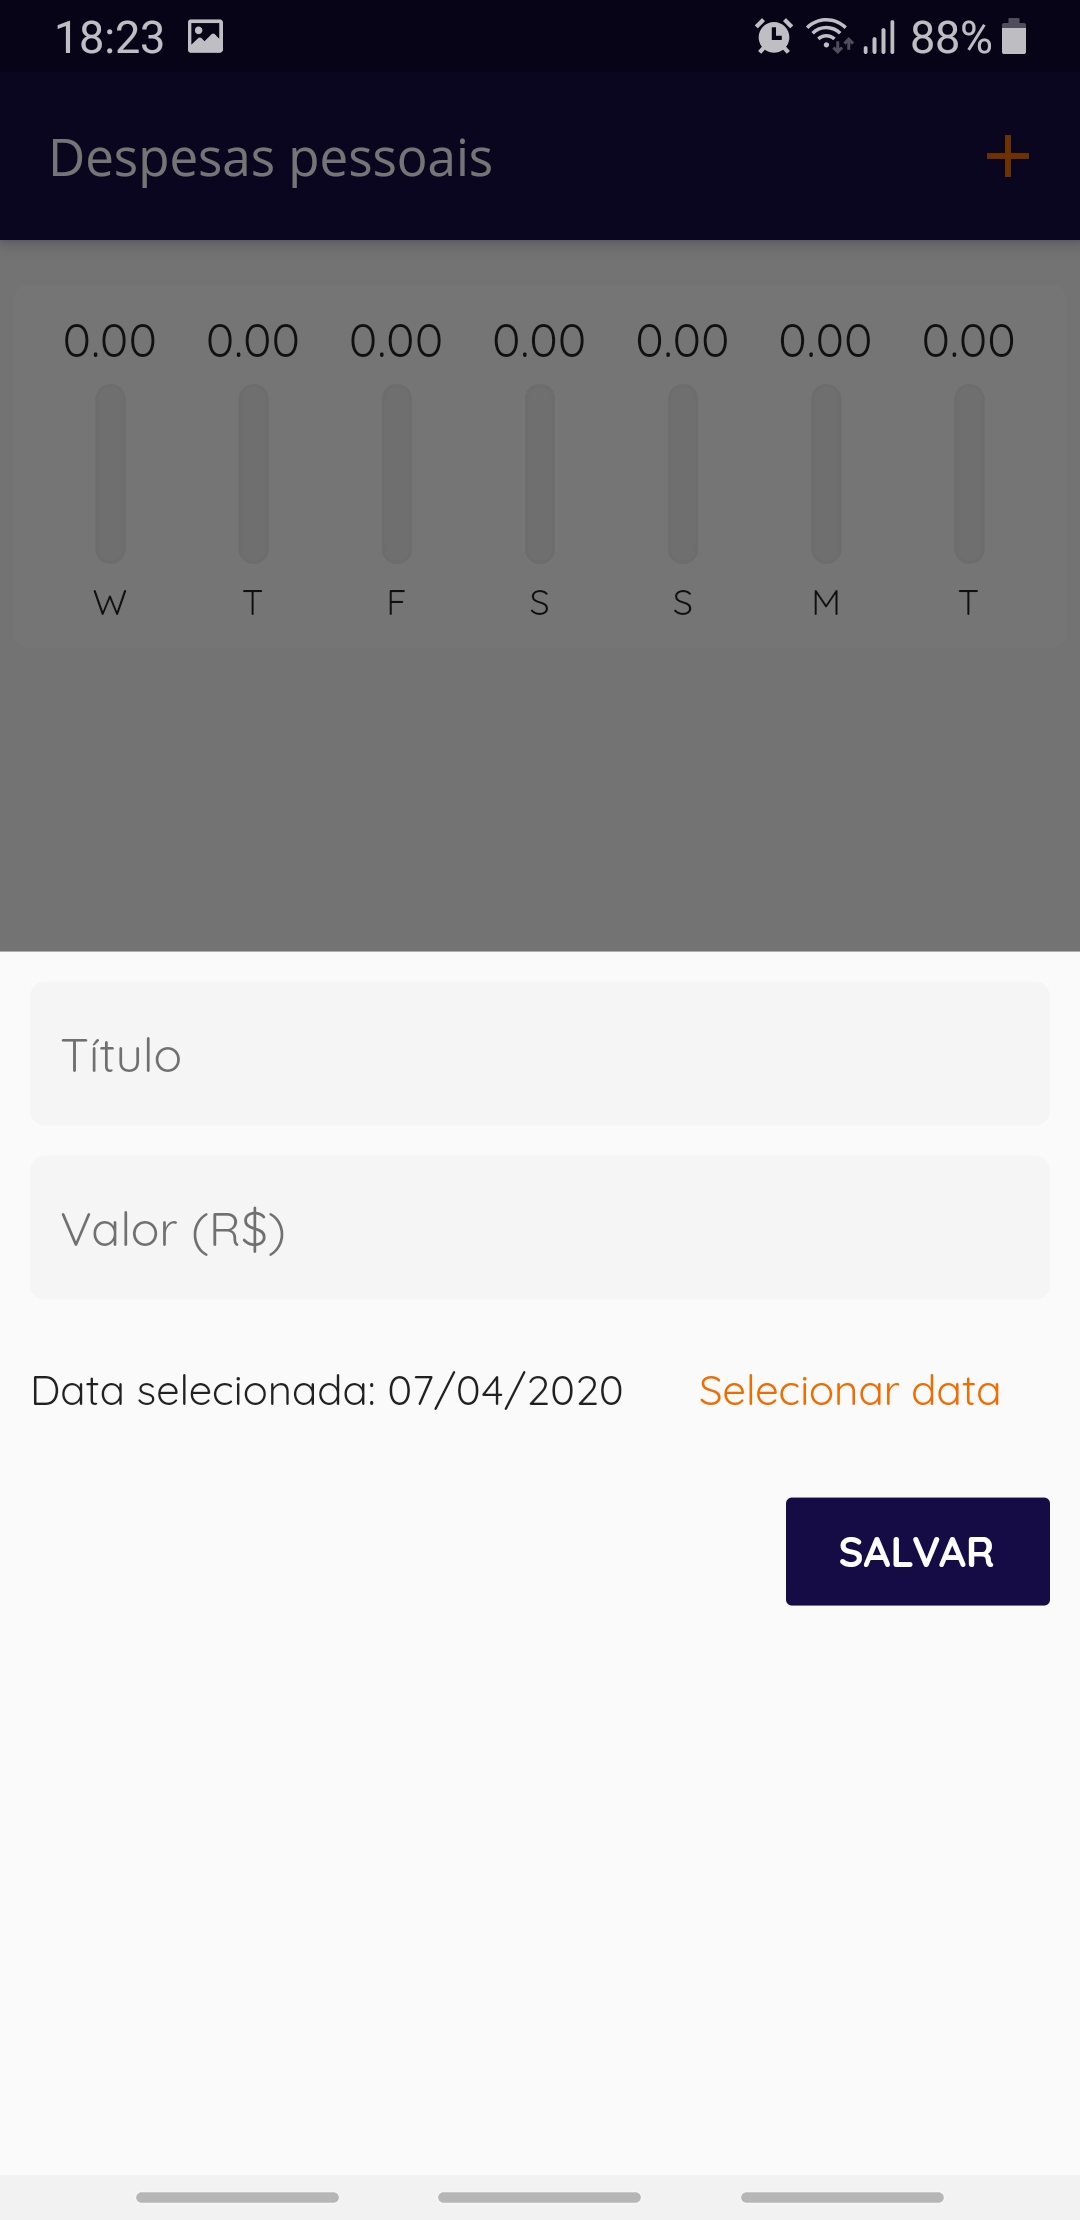 18:23 88%
Despesas pessoais +
0.00 0.00 0.00 0.00 0.00 0.00 0.00
W T F S S M T
Título
Valor (R$)
Data selecionada: 07/04/2020 Selecionar data
SALVAR